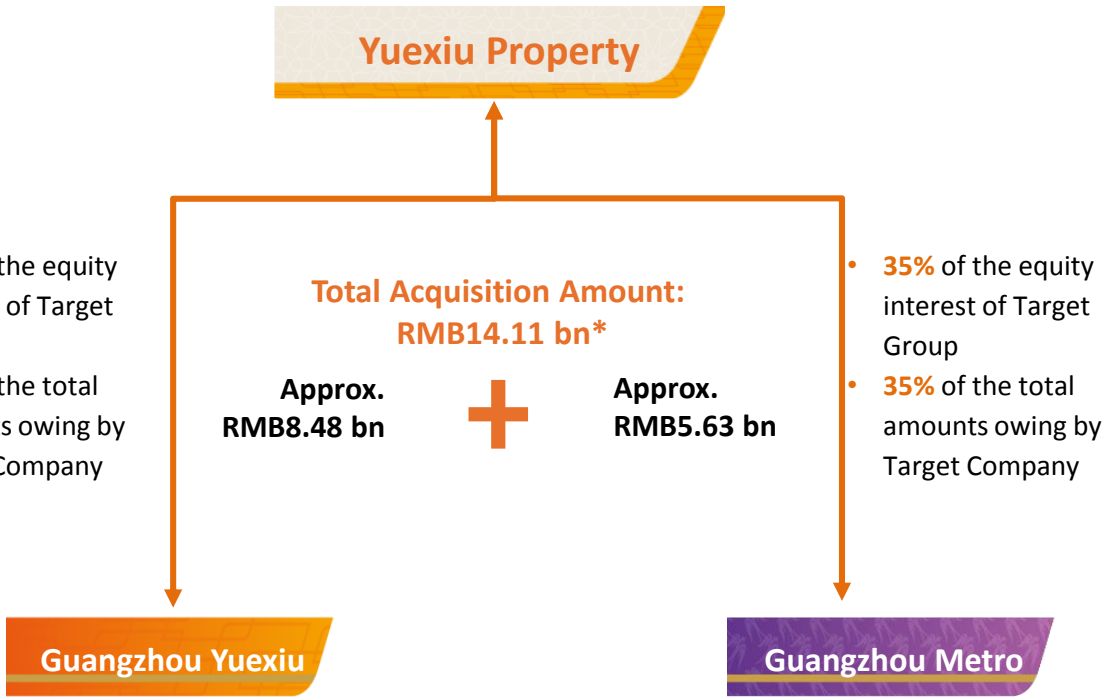 Yuexiu Property
the equity
of Target
the total
s owing by
Company
Total Acquisition Amount:
RMB14.11 bn*
Approx.
RMB8.48 bn
+
Approx.
RMB5.63 bn
• 35% of the equity
interest of Target
Group
• 35% of the total
amounts owing by
Target Company
Guangzhou Yuexiu
Guangzhou Metro